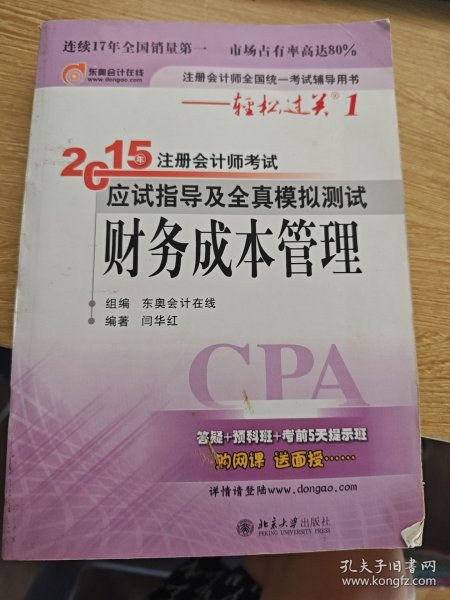 连续17年全国销量第一 市场占有率高达80%
东奥会计在线
www.dongao.com
注册会计师全国统一考试辅导用书
——轻松过关® 1
2015年注册会计师考试
应试指导及全真模拟测试
财务成本管理
组编 东奥会计在线
编著 闫华红
CPA
答疑+预科班+考前5天提示班
购网课 送面授……
详情请登陆www.dongao.com
北京大学出版社
PEKING UNIVERSITY PRESS
孔夫子旧书网
www.kongfz.com